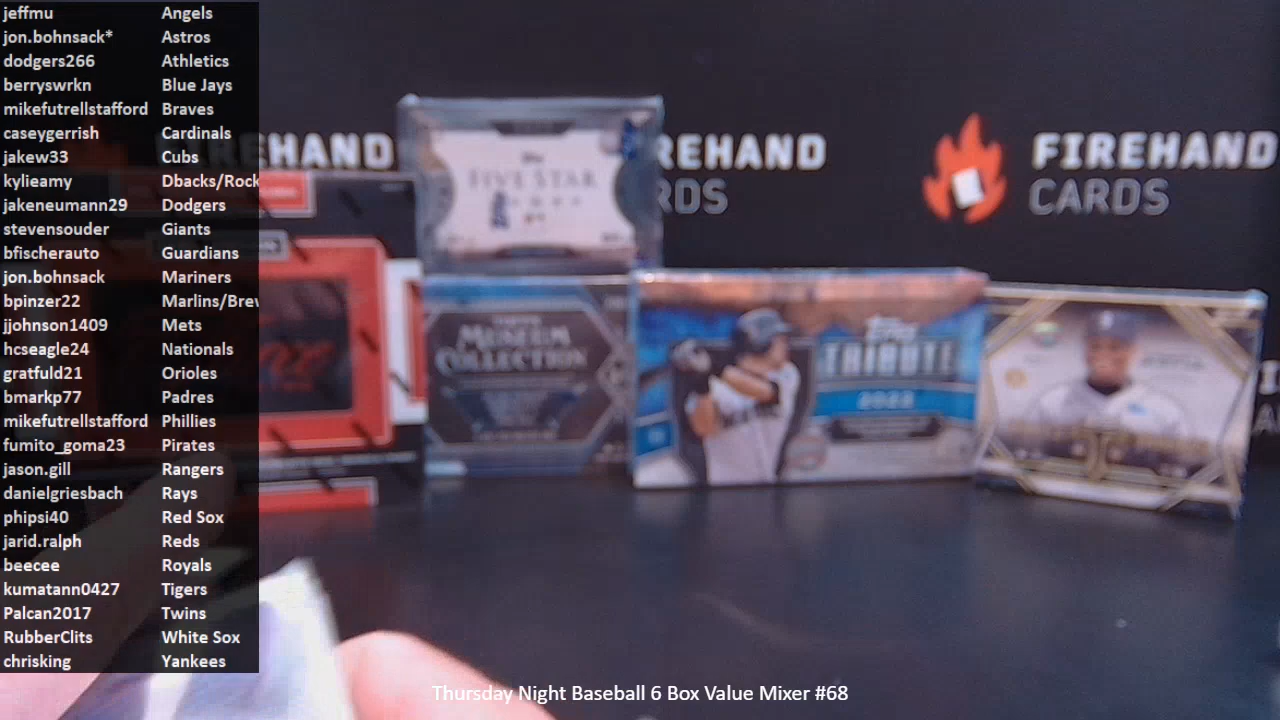 jeffmu Angels
jon.bohnsack* Astros
dodgers266 Athletics
berryswrkn Blue Jays
mikefutrellstafford Braves
caseygerrish Cardinals
jakew33 Cubs
kylieamy Dbacks/Rock
jakeneumann29 Dodgers
stevensouder Giants
bfischerauto Guardians
jon.bohnsack Mariners
bpinzer22 Marlins/Brew
jjohnson1409 Mets
hcseagle24 Nationals
gratfuld21 Orioles
bmarkp77 Padres
mikefutrellstafford Phillies
fumito_goma23 Pirates
jason.gill Rangers
danielgriesbach Rays
phipsi40 Red Sox
jarid.ralph Reds
beecee Royals
kumatann0427 Tigers
Palcan2017 Twins
RubberClits White Sox
chrisking Yankees
EHAND
REHAND
RDS
FIREHAND
CARDS
FIVE STAR
TOPPS
MUSEUM
COLLECTION
TOPPS
TRIBUTE
2022
Thursday Night Baseball 6 Box Value Mixer #68